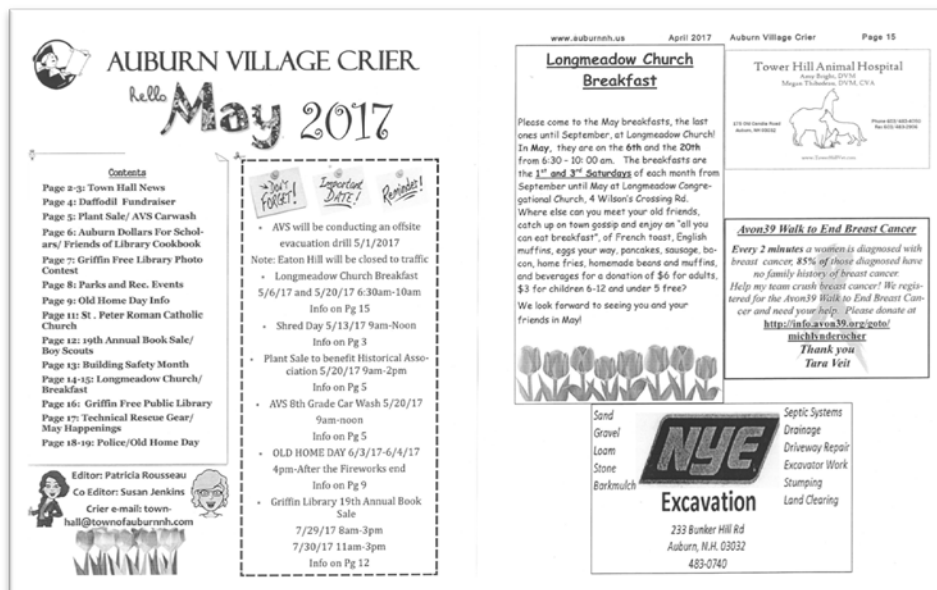 AUBURN VILLAGE CRIER
hello
May 2017
Contents
Page 2-3: Town Hall News
Page 4: Daffodil Fundraiser
Page 5: Plant Sale/ AVS Carwash
Page 6: Auburn Dollars For Schol-
ars/ Friends of Library Cookbook
Page 7: Griffin Free Library Photo
Contest
Page 8: Parks and Rec. Events
Page 9: Old Home Day Info
Page 11: St . Peter Roman Catholic
Church
Page 12: 19th Annual Book Sale/
Boy Scouts
Page 13: Building Safety Month
Page 14-15: Longmeadow Church/
Breakfast
Page 16: Griffin Free Public Library
Page 17: Technical Rescue Gear/
May Happenings
Page 18-19: Police/Old Home Day
Editor: Patricia Rousseau
Co Editor: Susan Jenkins
Crier e-mail: town-
hall@townofauburnnh.com
DON'T
FORGET!
Important
DATE!
Reminder!
• AVS will be conducting an offsite
evacuation drill 5/1/2017
Note: Eaton Hill will be closed to traffic
• Longmeadow Church Breakfast
5/6/17 and 5/20/17 6:30am-10am
Info on Pg 15
• Shred Day 5/13/17 9am-Noon
Info on Pg 3
• Plant Sale to benefit Historical Asso-
ciation 5/20/17 9am-2pm
Info on Pg 5
• AVS 8th Grade Car Wash 5/20/17
9am-noon
Info on Pg 5
• OLD HOME DAY 6/3/17-6/4/17
4pm-After the Fireworks end
Info on Pg 9
• Griffin Library 19th Annual Book
Sale
7/29/17 8am-3pm
7/30/17 11am-3pm
Info on Pg 12
www.auburnnh.us April 2017 Auburn Village Crier Page 15
Longmeadow Church
Breakfast
Please come to the May breakfasts, the last
ones until September, at Longmeadow Church!
In May, they are on the 6th and the 20th
from 6:30 - 10: 00 am. The breakfasts are
the 1st and 3rd Saturdays of each month from
September until May at Longmeadow Congre-
gational Church, 4 Wilson's Crossing Rd.
Where else can you meet your old friends,
catch up on town gossip and enjoy an "all you
can eat breakfast", of French toast, English
muffins, eggs your way, pancakes, sausage, ba-
con, home fries, homemade beans and muffins,
and beverages for a donation of $6 for adults,
$3 for children 6-12 and under 5 free?
We look forward to seeing you and your
friends in May!
Tower Hill Animal Hospital
Amy Bright, DVM
Megan DVM, CVA
Old Candia Road
Auburn, NH 03032
www.TowerHillVet.com
Avon39 Walk to End Breast Cancer
Every 2 minutes a women is diagnosed with
breast cancer, 85% of those diagnosed have
no family history of breast cancer.
Help my team crush breast cancer! We regis-
tered for the Avon39 Walk to End Breast Can-
cer and need your help. Please donate at
http://info.avon39.org/goto/
michlynderocher
Thank you
Tara Veit
Sand
Gravel
Loam
Stone
Barkmulch
NYE
Excavation
233 Bunker Hill Rd
Auburn, N.H. 03032
483-0740
Septic Systems
Drainage
Driveway Repair
Excavator Work
Stumping
Land Clearing